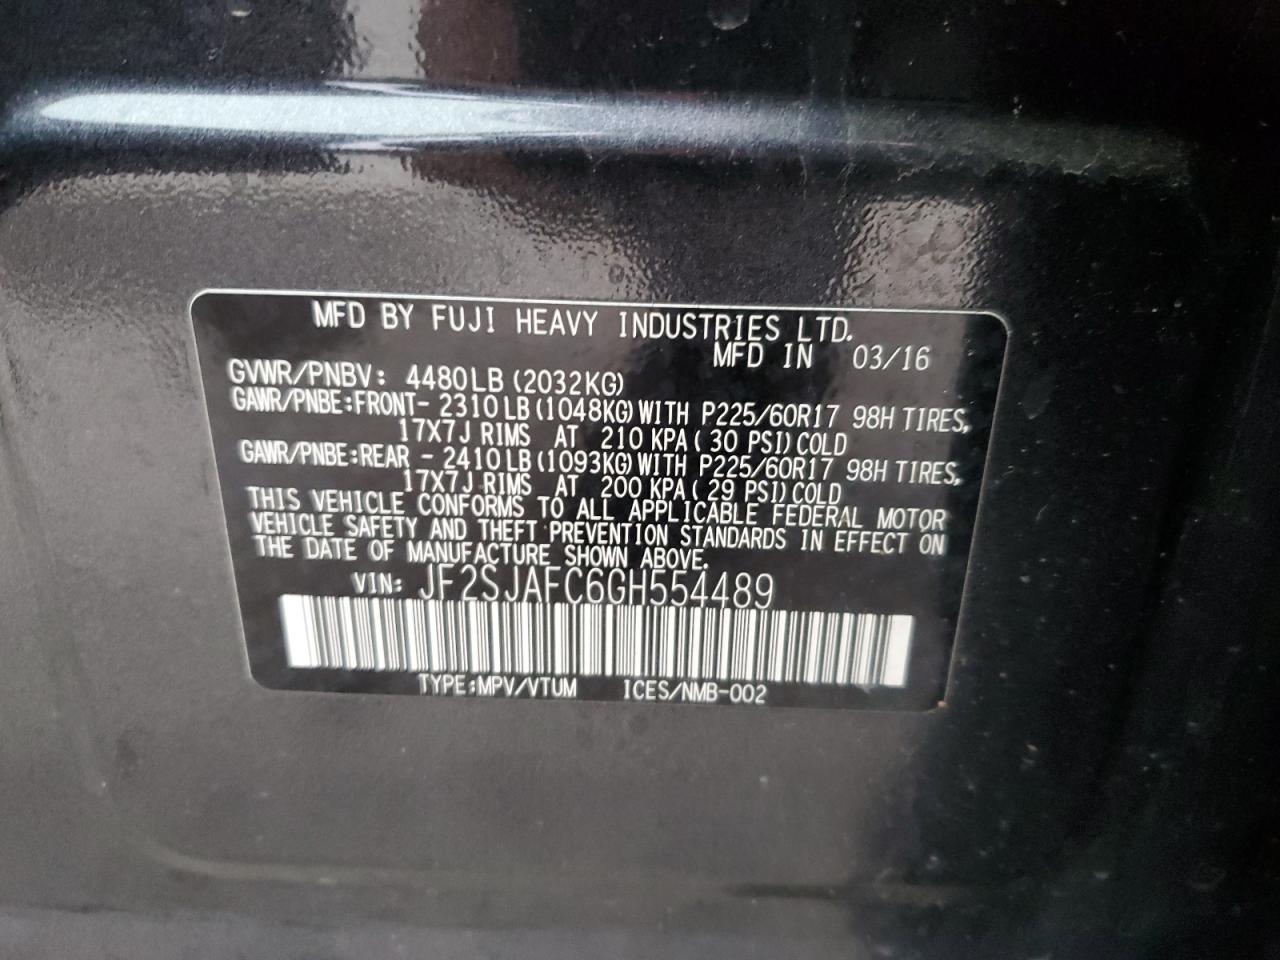 MFD BY FUJI HEAVY INDUSTRIES LTD.
MFD IN 03/16
GVWR/PNBV: 4480LB (2032KG)
GAWR/PNBE:FRONT- 2310LB (1048KG) WITH P225/60R17 98H TIRES,
17X7J RIMS AT 210 KPA ( 30 PSI) COLD
GAWR/PNBE:REAR - 2410LB (1093KG) WITH P225/60R17 98H TIRES,
17X7J RIMS AT 200 KPA ( 29 PSI) COLD
THIS VEHICLE CONFORMS TO ALL APPLICABLE FEDERAL MOTOR
VEHICLE SAFETY AND THEFT PREVENTION STANDARDS IN EFFECT ON
THE DATE OF MANUFACTURE SHOWN ABOVE.
VIN: JF2SJAFC6GH554489
TYPE:MPV/VTUM ICES/NMB-002